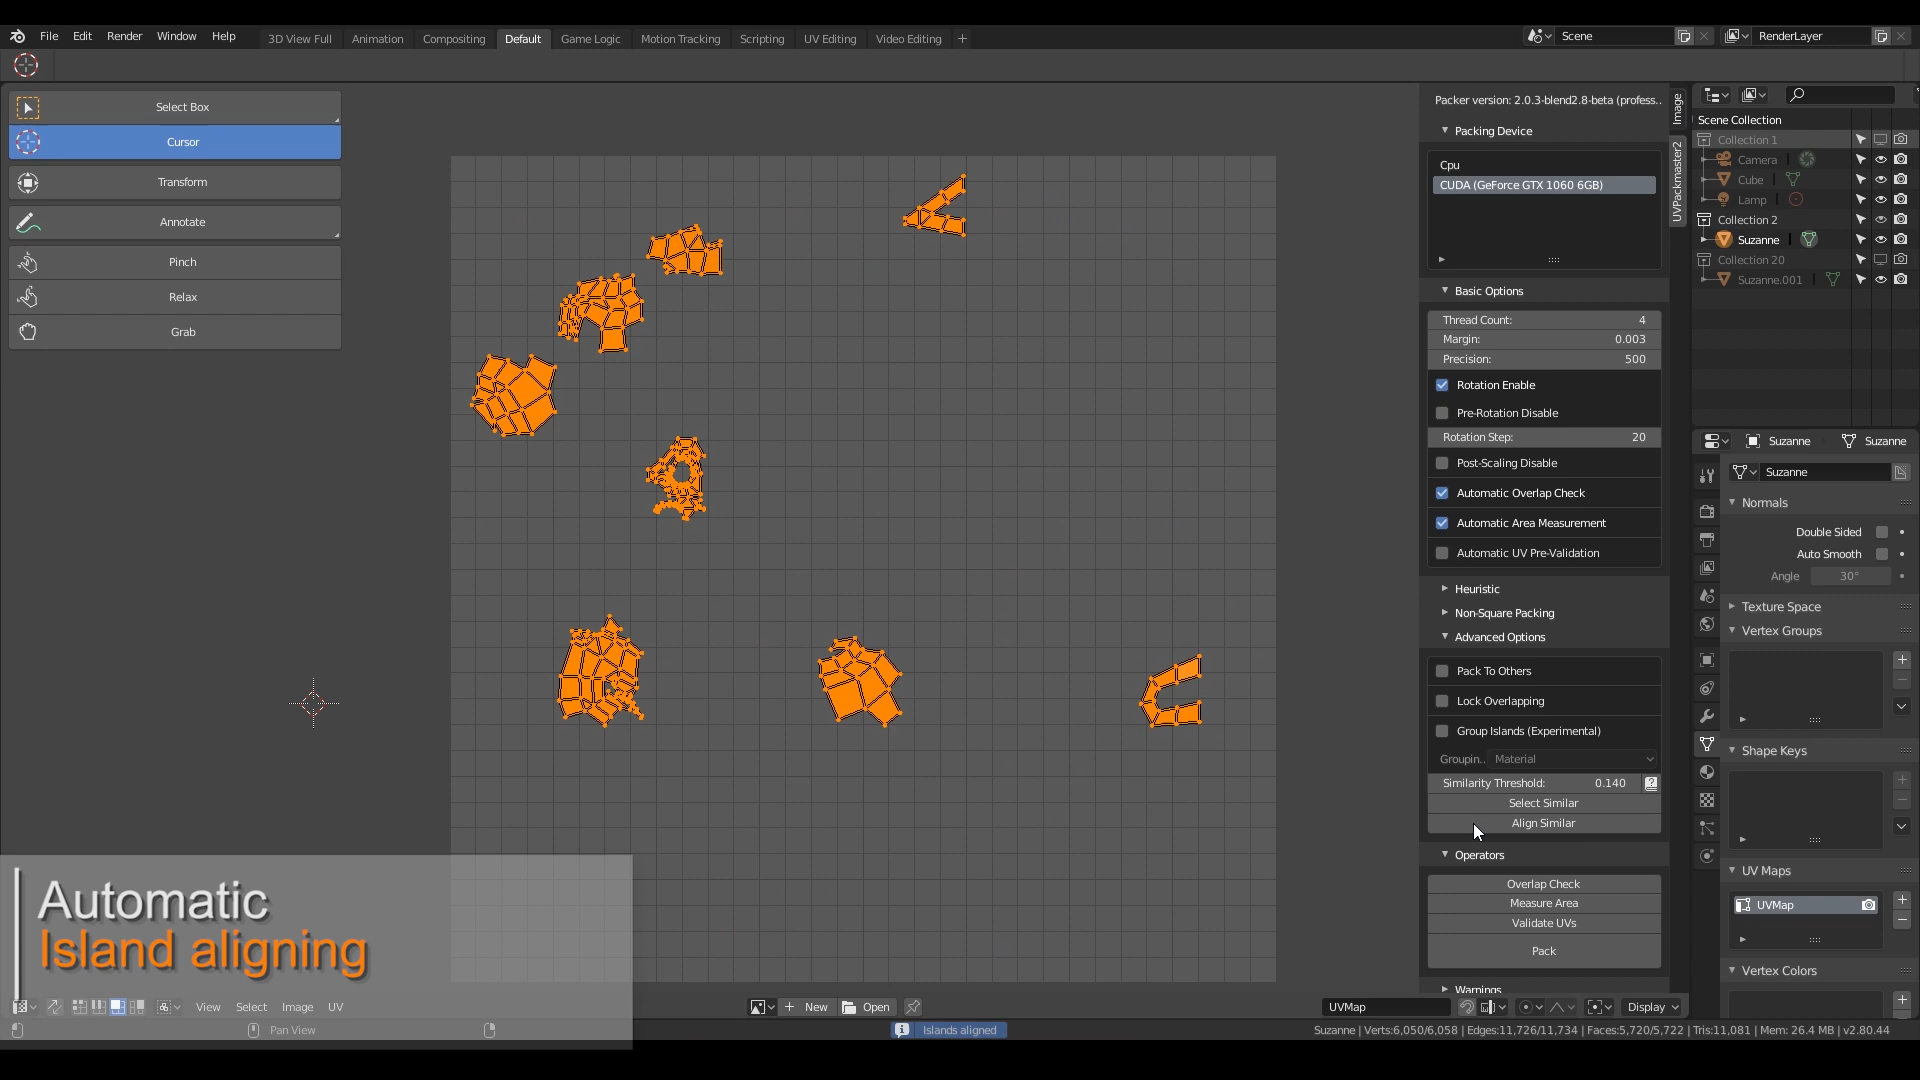 File Edit Render Window Help
3D View Full Animation Compositing Default Game Logic Motion Tracking Scripting UV Editing Video Editing +
Scene
RenderLayer
Select Box
Cursor
Transform
Annotate
Pinch
Relax
Grab
Packer version: 2.0.3-blend2.8-beta (profess..
Packing Device
Cpu
CUDA (GeForce GTX 1060 6GB)
Basic Options
Thread Count: 4
Margin: 0.003
Precision: 500
Rotation Enable
Pre-Rotation Disable
Rotation Step: 20
Post-Scaling Disable
Automatic Overlap Check
Automatic Area Measurement
Automatic UV Pre-Validation
Heuristic
Non-Square Packing
Advanced Options
Pack To Others
Lock Overlapping
Group Islands (Experimental)
Groupin.. Material
Similarity Threshold: 0.140
Select Similar
Align Similar
Operators
Overlap Check
Measure Area
Validate UVs
Pack
Warnings
Image
UVPackmaster2
Scene Collection
Collection 1
Camera
Cube
Lamp
Collection 2
Suzanne
Collection 20
Suzanne.001
Suzanne Suzanne
Suzanne
Normals
Double Sided
Auto Smooth
Angle 30°
Texture Space
Vertex Groups
Shape Keys
UV Maps
UVMap
Vertex Colors
Automatic
Island aligning
View Select Image UV
+ New Open
UVMap
Display
Pan View
Islands aligned
Suzanne | Verts:6,050/6,058 | Edges:11,726/11,734 | Faces:5,720/5,722 | Tris:11,081 | Mem: 26.4 MB | v2.80.44